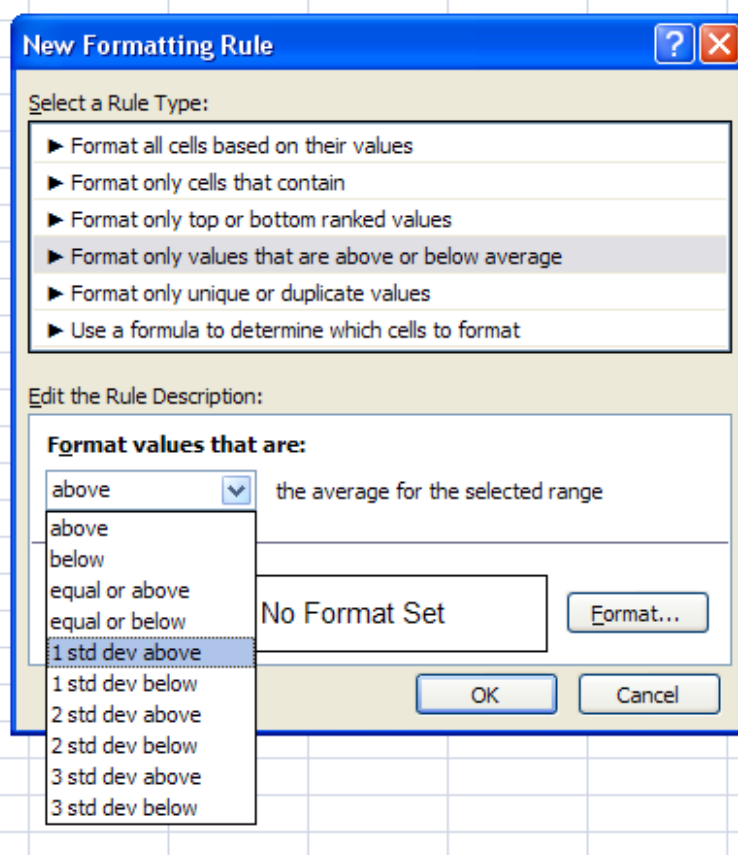 New Formatting Rule
Select a Rule Type:
► Format all cells based on their values
► Format only cells that contain
► Format only top or bottom ranked values
► Format only values that are above or below average
► Format only unique or duplicate values
► Use a formula to determine which cells to format
Edit the Rule Description:
Format values that are:
above the average for the selected range
above
below
equal or above
equal or below
1 std dev above
1 std dev below
2 std dev above
2 std dev below
3 std dev above
3 std dev below
No Format Set Format...
OK Cancel